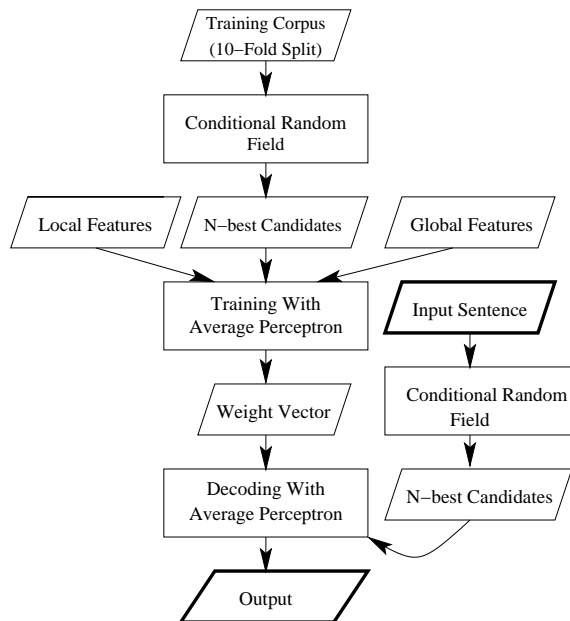 Training Corpus
(10−Fold Split)
Conditional Random
Field
Local Features
N−best Candidates
Global Features
Training With
Average Perceptron
Input Sentence
Weight Vector
Conditional Random
Field
Decoding With
Average Perceptron
N−best Candidates
Output